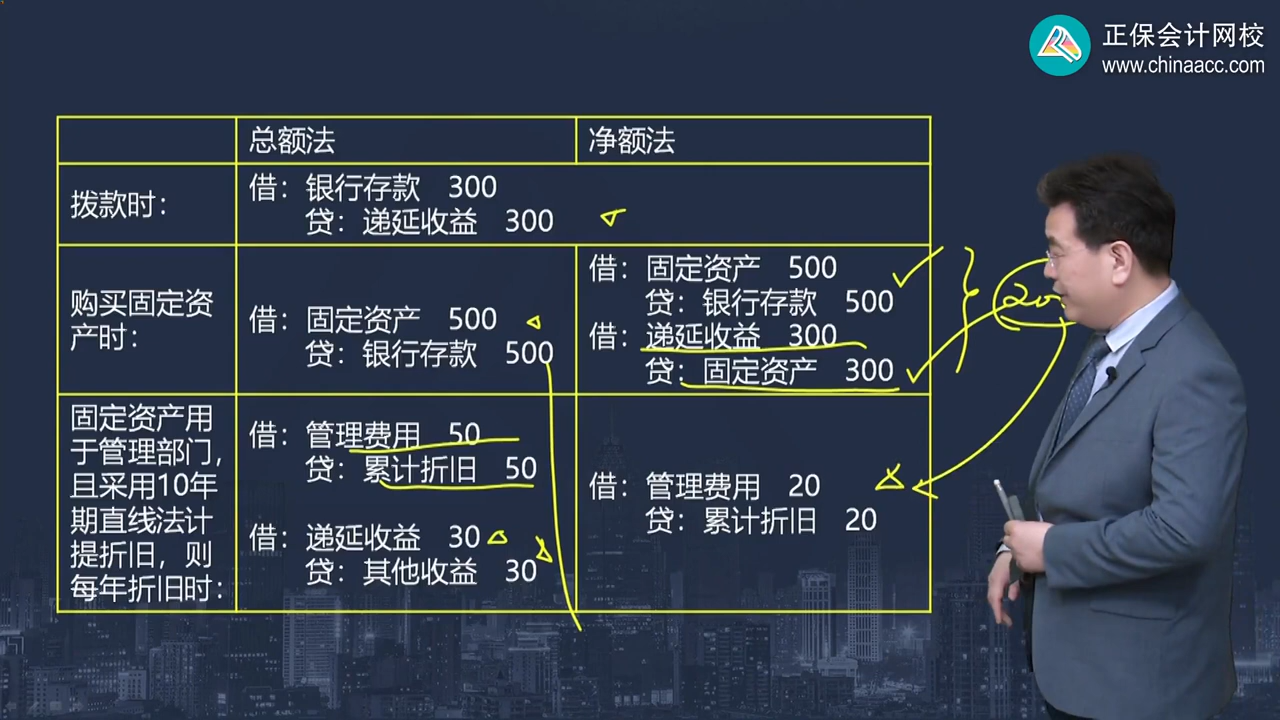 正保会计网校
www.chinaacc.com
总额法
净额法
拨款时：
借：银行存款 300
贷：递延收益 300
购买固定资
产时：
借：固定资产 500
贷：银行存款 500
借：固定资产 500
贷：银行存款 500
借：递延收益 300
贷：固定资产 300
固定资产用
于管理部门，
且采用10年
期直线法计
提折旧，则
每年折旧时：
借：管理费用 50
贷：累计折旧 50
借：递延收益 30
贷：其他收益 30
借：管理费用 20
贷：累计折旧 20